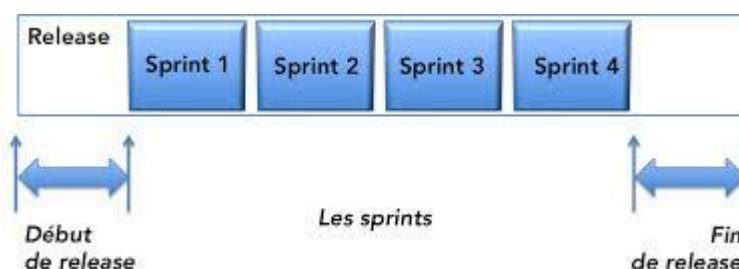 Release
Sprint 1
Sprint 2
Sprint 3
Sprint 4
Les sprints
Début
de release
Fin
de release